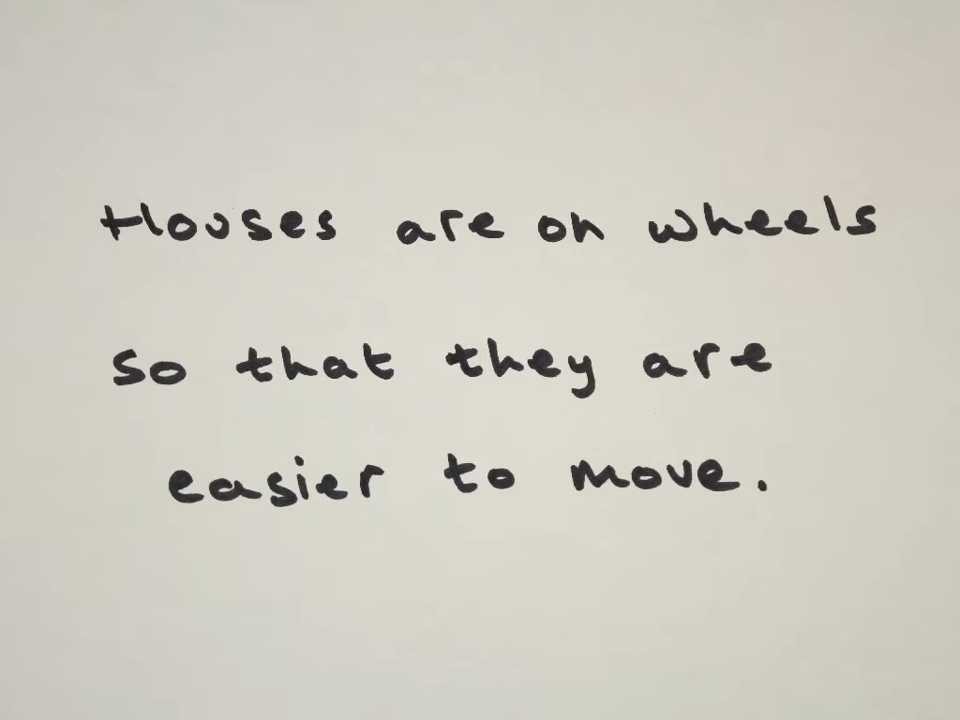 Houses are on wheels
so that they are
easier to move.